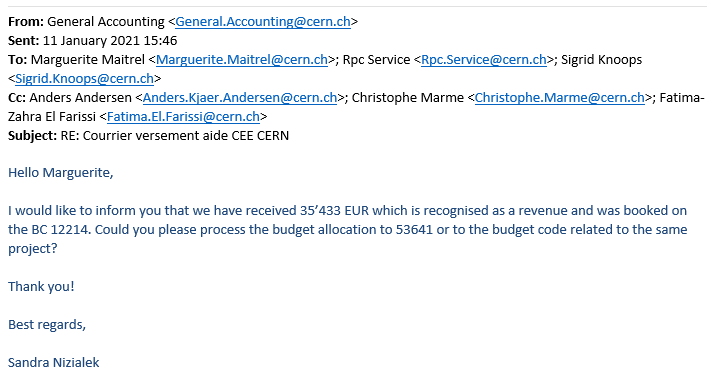 From: General Accounting <General.Accounting@cern.ch>
Sent: 11 January 2021 15:46
To: Marguerite Maitrel <Marguerite.Maitrel@cern.ch>; Rpc Service <Rpc.Service@cern.ch>; Sigrid Knoops
<Sigrid.Knoops@cern.ch>
Cc: Anders Andersen <Anders.Kjaer.Andersen@cern.ch>; Christophe Marme <Christophe.Marme@cern.ch>; Fatima-
Zahra El Farissi <Fatima.El.Farissi@cern.ch>
Subject: RE: Courrier versement aide CEE CERN
Hello Marguerite,
I would like to inform you that we have received 35’433 EUR which is recognised as a revenue and was booked on
the BC 12214. Could you please process the budget allocation to 53641 or to the budget code related to the same
project?
Thank you!
Best regards,
Sandra Nizialek